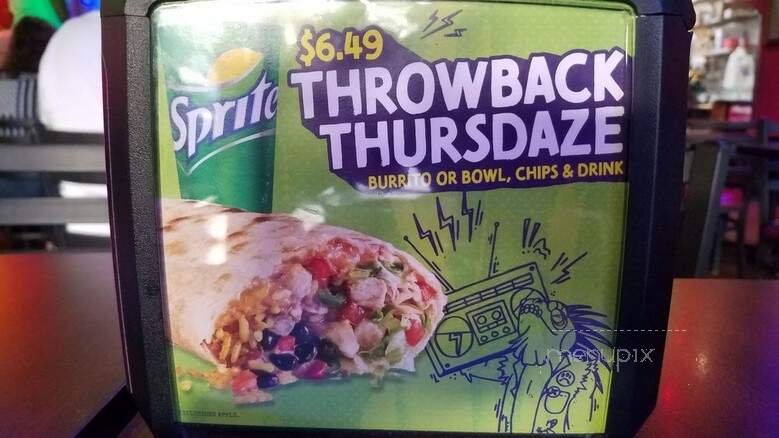 $6.49
Sprite
THROWBACK
THURSDAZE
BURRITO OR BOWL, CHIPS & DRINK
menupix